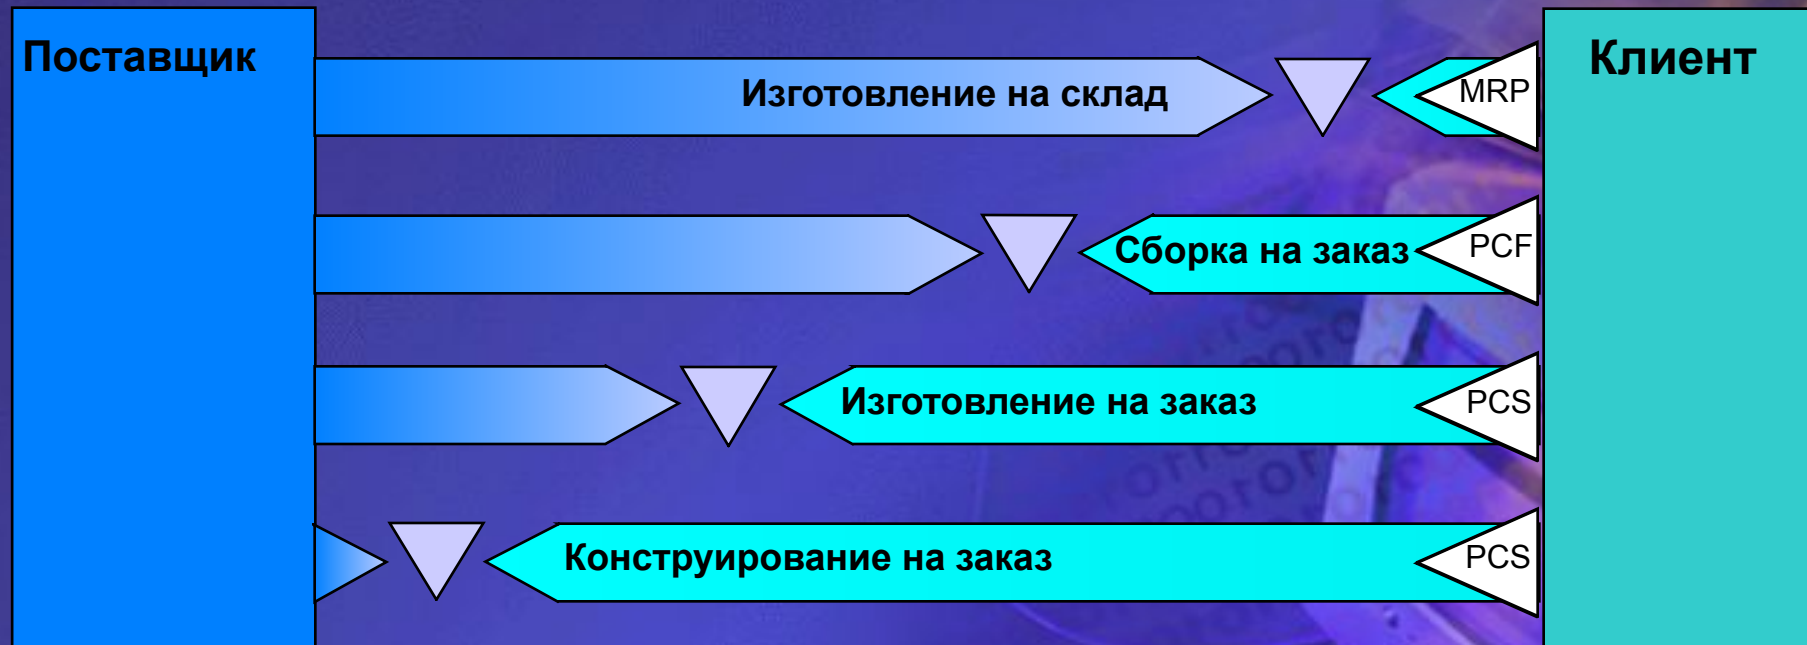 Поставщик
Клиент
Изготовление на склад
MRP
Сборка на заказ
PCF
Изготовление на заказ
PCS
Конструирование на заказ
PCS